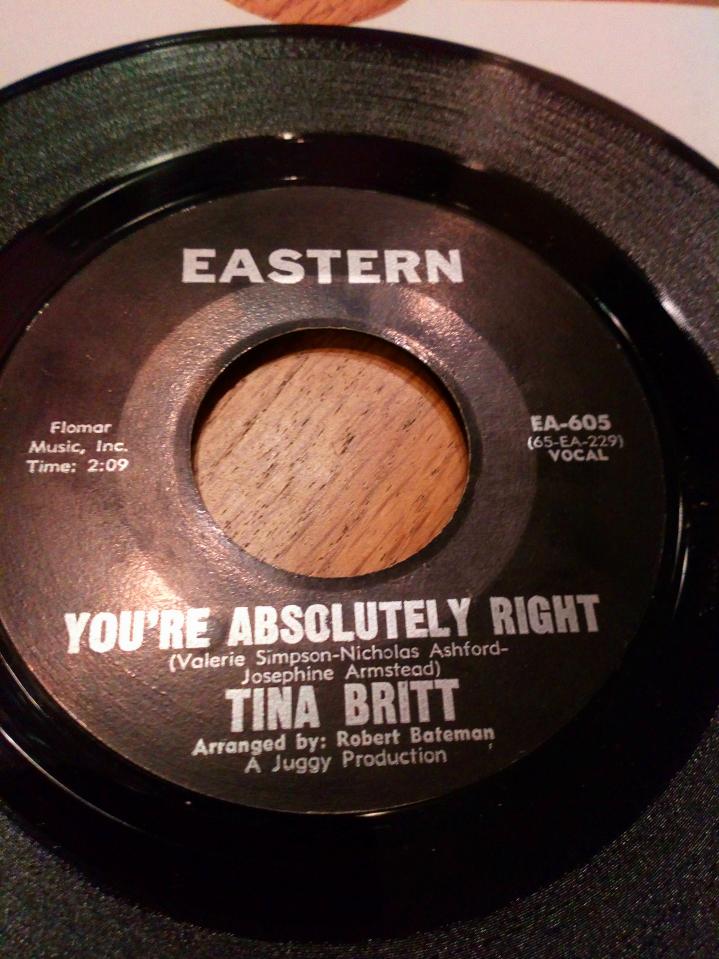 EASTERN
Flomar
Music, Inc.
Time: 2:09
EA-605
(65-EA-229)
VOCAL
YOU'RE ABSOLUTELY RIGHT
(Valerie Simpson-Nicholas Ashford-
Josephine Armstead)
TINA BRITT
Arranged by: Robert Bateman
A Juggy Production